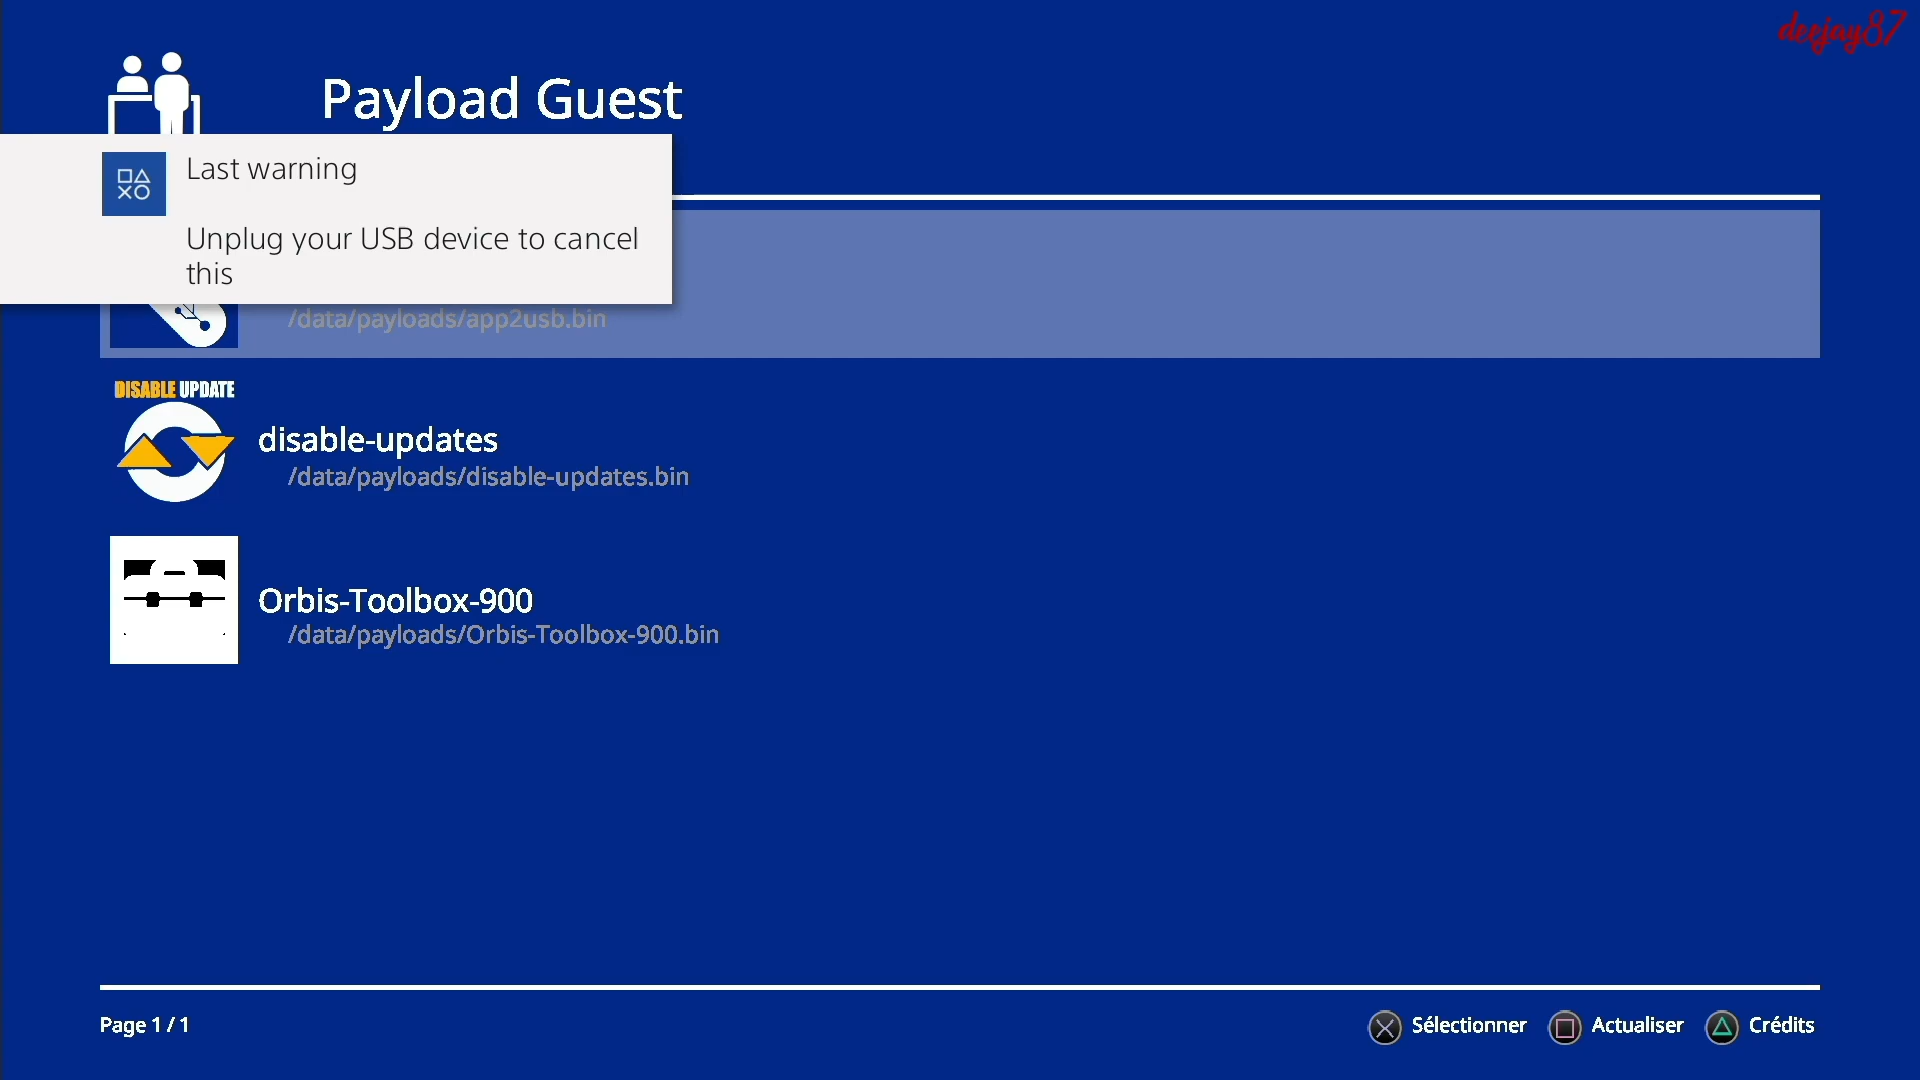 deejay87
Payload Guest
Last warning
Unplug your USB device to cancel
this
/data/payloads/app2usb.bin
DISABLE UPDATE
disable-updates
/data/payloads/disable-updates.bin
Orbis-Toolbox-900
/data/payloads/Orbis-Toolbox-900.bin
Page 1 / 1
Sélectionner
Actualiser
Crédits